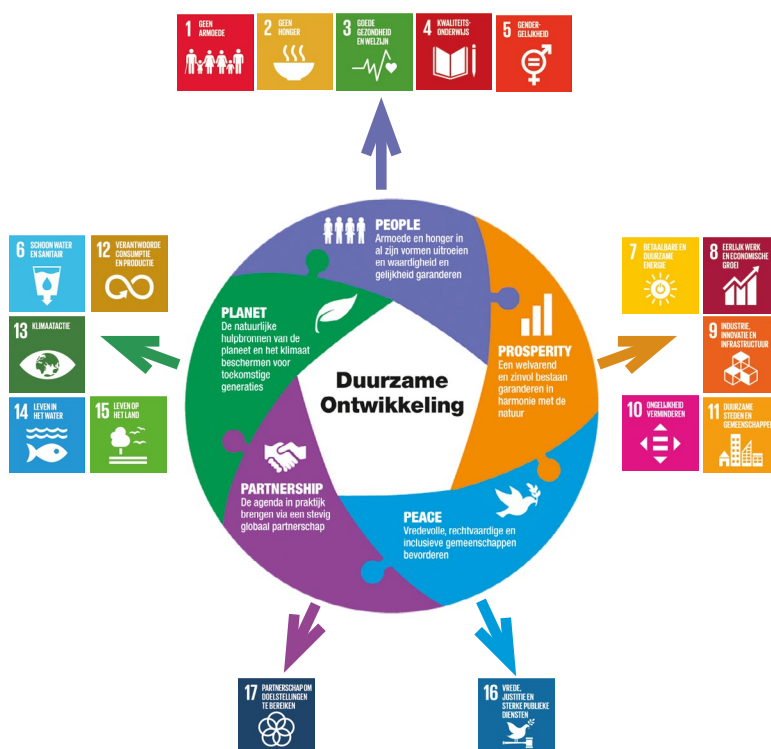 1 GEEN
ARMOEDE
2 GEEN
HONGER
3 GOEDE
GEZONDHEID
EN WELZIJN
4 KWALITEITS-
ONDERWIJS
5 GENDER-
GELIJKHEID
PEOPLE
Armoede en honger in
al zijn vormen uitroeien
en waardigheid en
gelijkheid garanderen
6 SCHOON WATER
EN SANITAIR
12 VERANTWOORDE
CONSUMPTIE
EN PRODUCTIE
13 KLIMAATACTIE
14 LEVEN IN
HET WATER
15 LEVEN OP
HET LAND
PLANET
De natuurlijke
hulpbronnen van de
planeet en het klimaat
beschermen voor
toekomstige
generaties
Duurzame
Ontwikkeling
PROSPERITY
Een welvarend
en zinvol bestaan
garanderen in
harmonie met de
natuur
7 BETAALBARE EN
DUURZAME
ENERGIE
8 EERLIJK WERK
EN ECONOMISCHE
GROEI
9 INDUSTRIE,
INNOVATIE EN
INFRASTRUCTUUR
10 ONGELIJKHEID
VERMINDEREN
11 DUURZAME
STEDEN EN
GEMEENSCHAPPEN
PARTNERSHIP
De agenda in praktijk
brengen via een stevig
globaal partnerschap
PEACE
Vredevolle, rechtvaardige en
inclusieve gemeenschappen
bevorderen
17 PARTNERSCHAP OM
DOELSTELLINGEN
TE BEREIKEN
16 VREDE,
JUSTITIE EN
STERKE PUBLIEKE
DIENSTEN